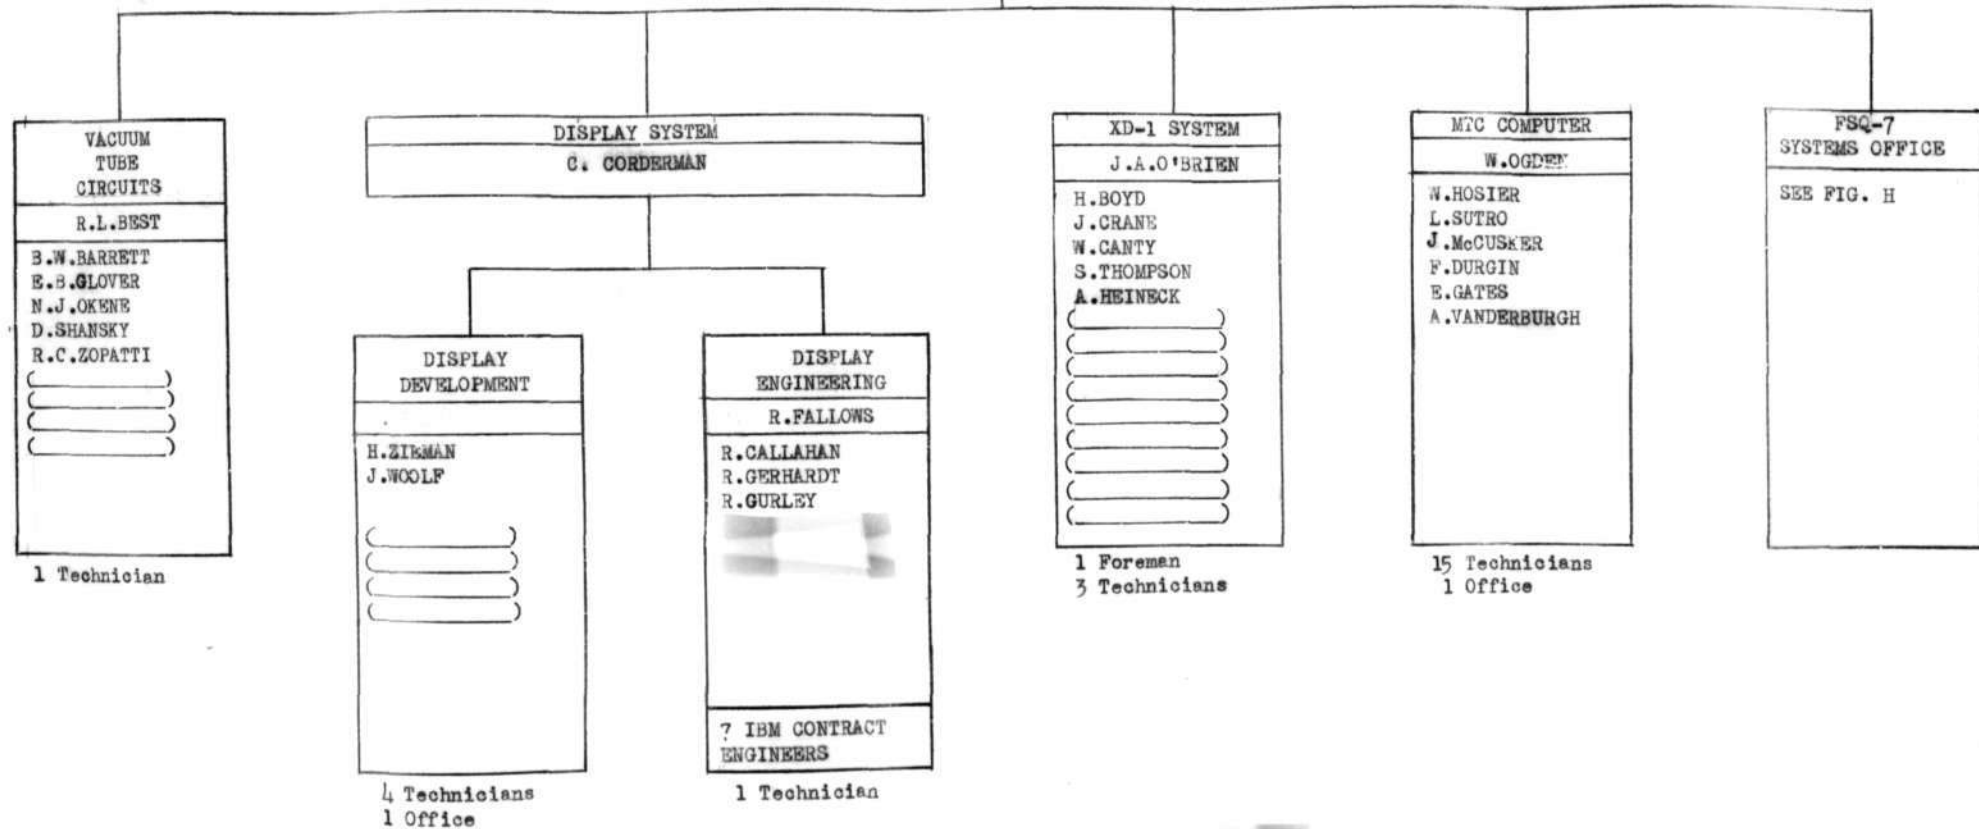 VACUUM
TUBE
CIRCUITS
R.L.BEST
B.W.BARRETT
E.B.GLOVER
N.J.OKENE
D.SHANSKY
R.C.ZOPATTI
1 Technician
DISPLAY SYSTEM
C. CORDERMAN
DISPLAY
DEVELOPMENT
H.ZIEMAN
J.WOOLF
4 Technicians
1 Office
DISPLAY
ENGINEERING
R.FALLOWS
R.CALLAHAN
R.GERHARDT
R.GURLEY
7 IBM CONTRACT
ENGINEERS
1 Technician
XD-1 SYSTEM
J.A.O'BRIEN
H.BOYD
J.CRANE
W.CANTY
S.THOMPSON
A.HEINECK
1 Foreman
3 Technicians
MTC COMPUTER
W.OGDEN
W.HOSIER
L.SUTRO
J.McCUSKER
F.DURGIN
E.GATES
A.VANDERBURGH
15 Technicians
1 Office
FSQ-7
SYSTEMS OFFICE
SEE FIG. H